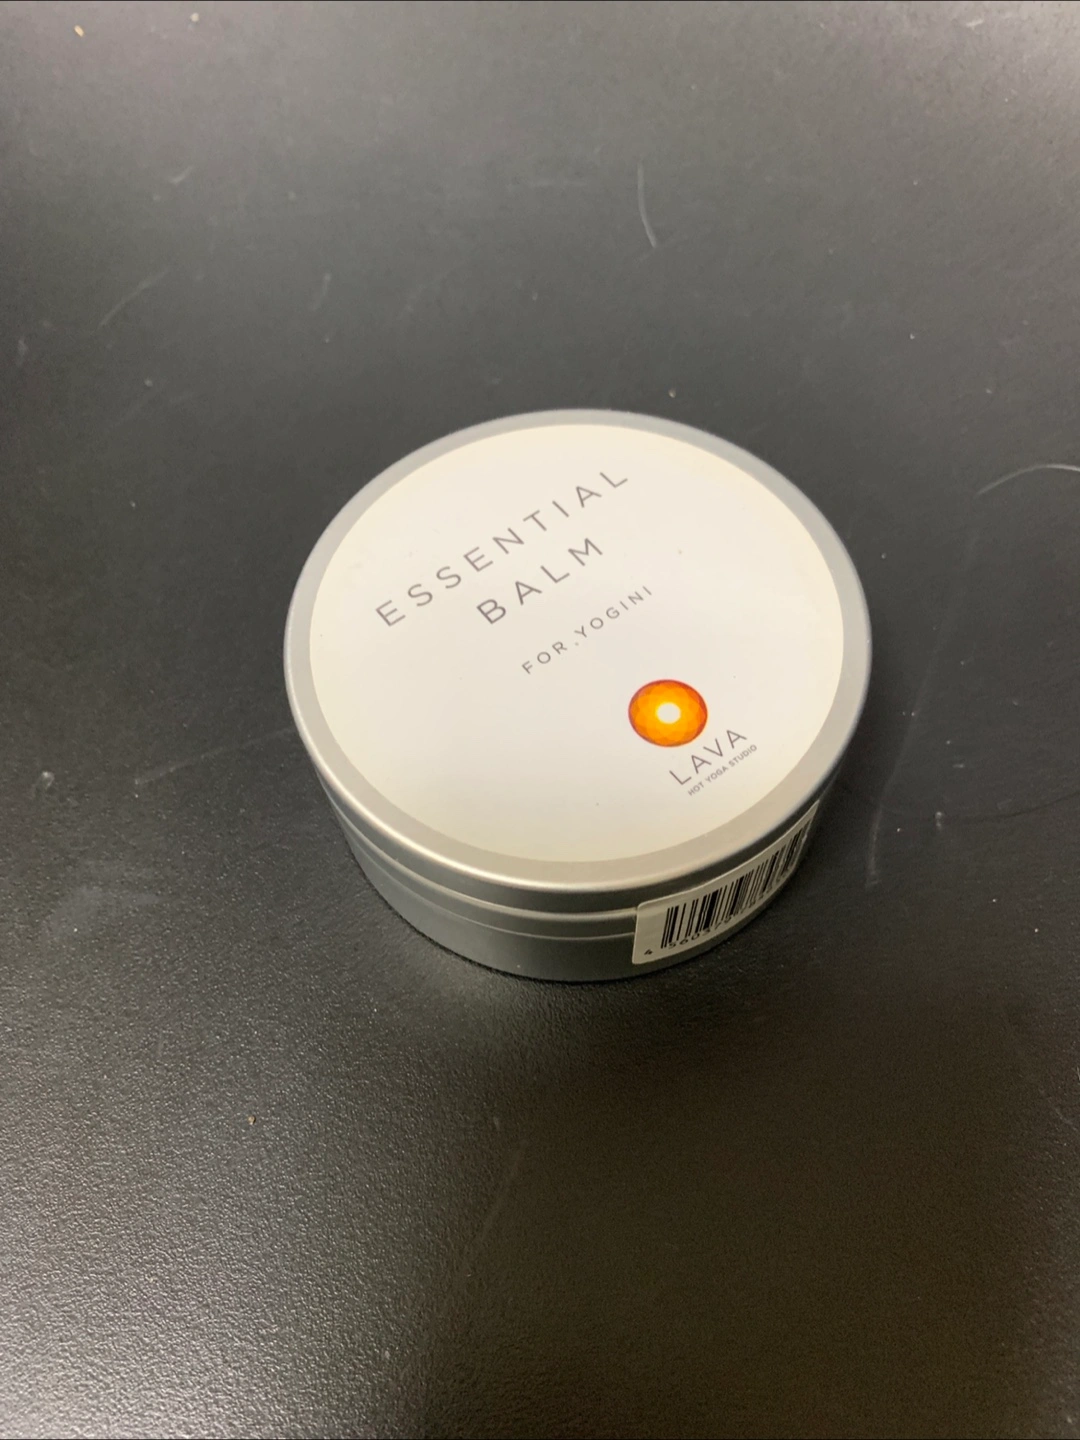 ESSENTIAL
BALM
FOR.YOGINI
LAVA
HOT YOGA STUDIO